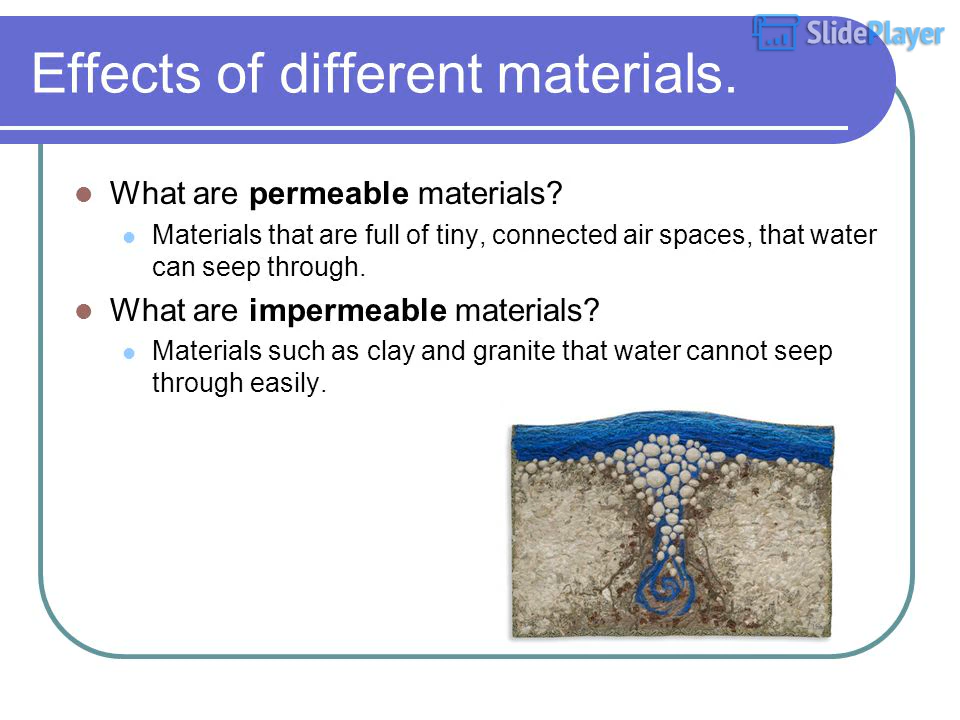 SlidePlayer
Effects of different materials.
What are permeable materials?
Materials that are full of tiny, connected air spaces, that water
can seep through.
What are impermeable materials?
Materials such as clay and granite that water cannot seep
through easily.